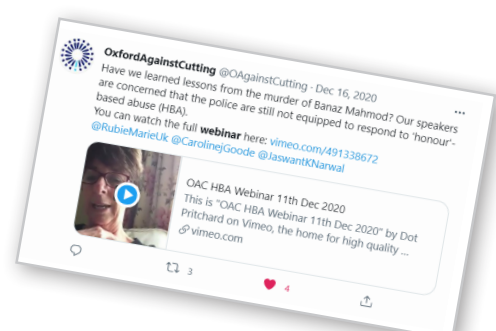 OxfordAgainstCutting @OAgainstCutting · Dec 16, 2020
Have we learned lessons from the murder of Banaz Mahmod? Our speakers
are concerned that the police are still not equipped to respond to 'honour'-
based abuse (HBA).
You can watch the full webinar here: vimeo.com/491338672
@RubieMarieUk @CarolinejGoode @JaswantKNarwal
OAC HBA Webinar 11th Dec 2020
This is "OAC HBA Webinar 11th Dec 2020" by Dot
Pritchard on Vimeo, the home for high quality ...
vimeo.com
3 4